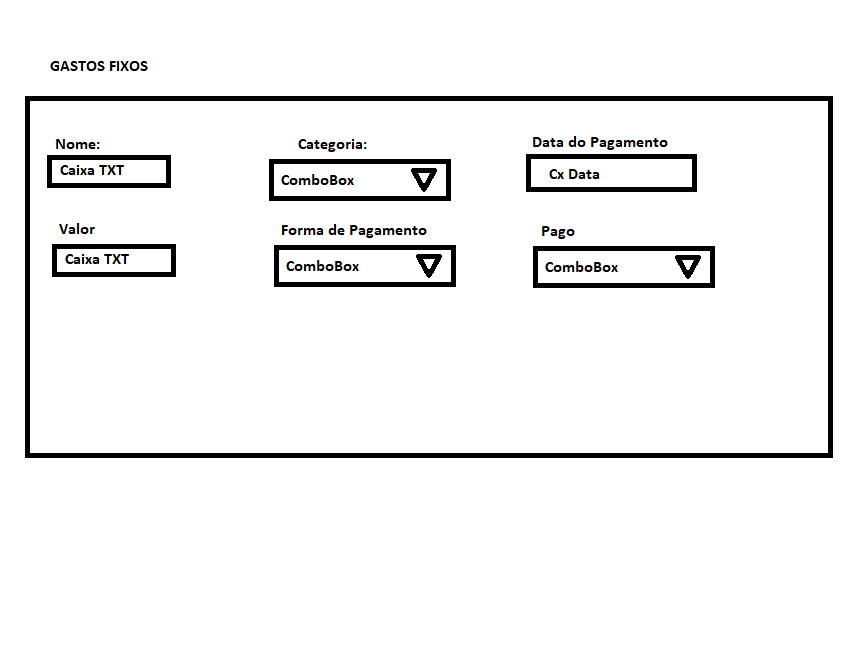 GASTOS FIXOS
Nome:
Categoria:
Data do Pagamento
Caixa TXT
ComboBox
Cx Data
Valor
Forma de Pagamento
Pago
Caixa TXT
ComboBox
ComboBox